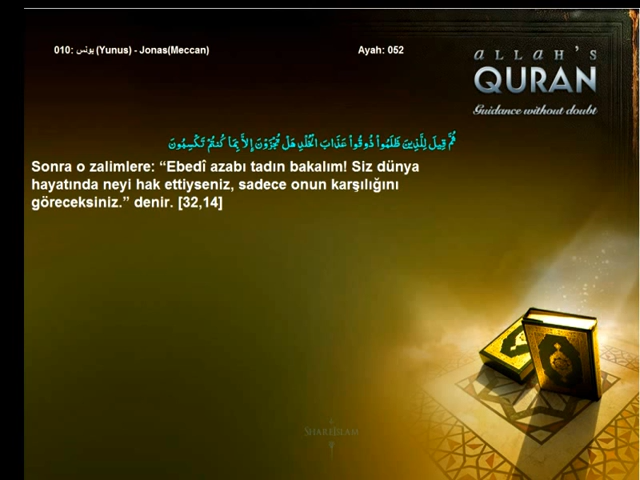 010: يونس (Yunus) - Jonas(Meccan) Ayah: 052
ALLAH'S
QURAN
Guidance without doubt
ثُمَّ قِيلَ لِلَّذِينَ ظَلَمُواْ ذُوقُواْ عَذَابَ الْخُلْدِ هَلْ تُجْزَوْنَ إِلاَّ بِمَا كُنتُمْ تَكْسِبُونَ
Sonra o zalimlere: “Ebedî azabı tadın bakalım! Siz dünya
hayatında neyi hak ettiyseniz, sadece onun karşılığını
göreceksiniz.” denir. [32,14]
SHAREISLAM